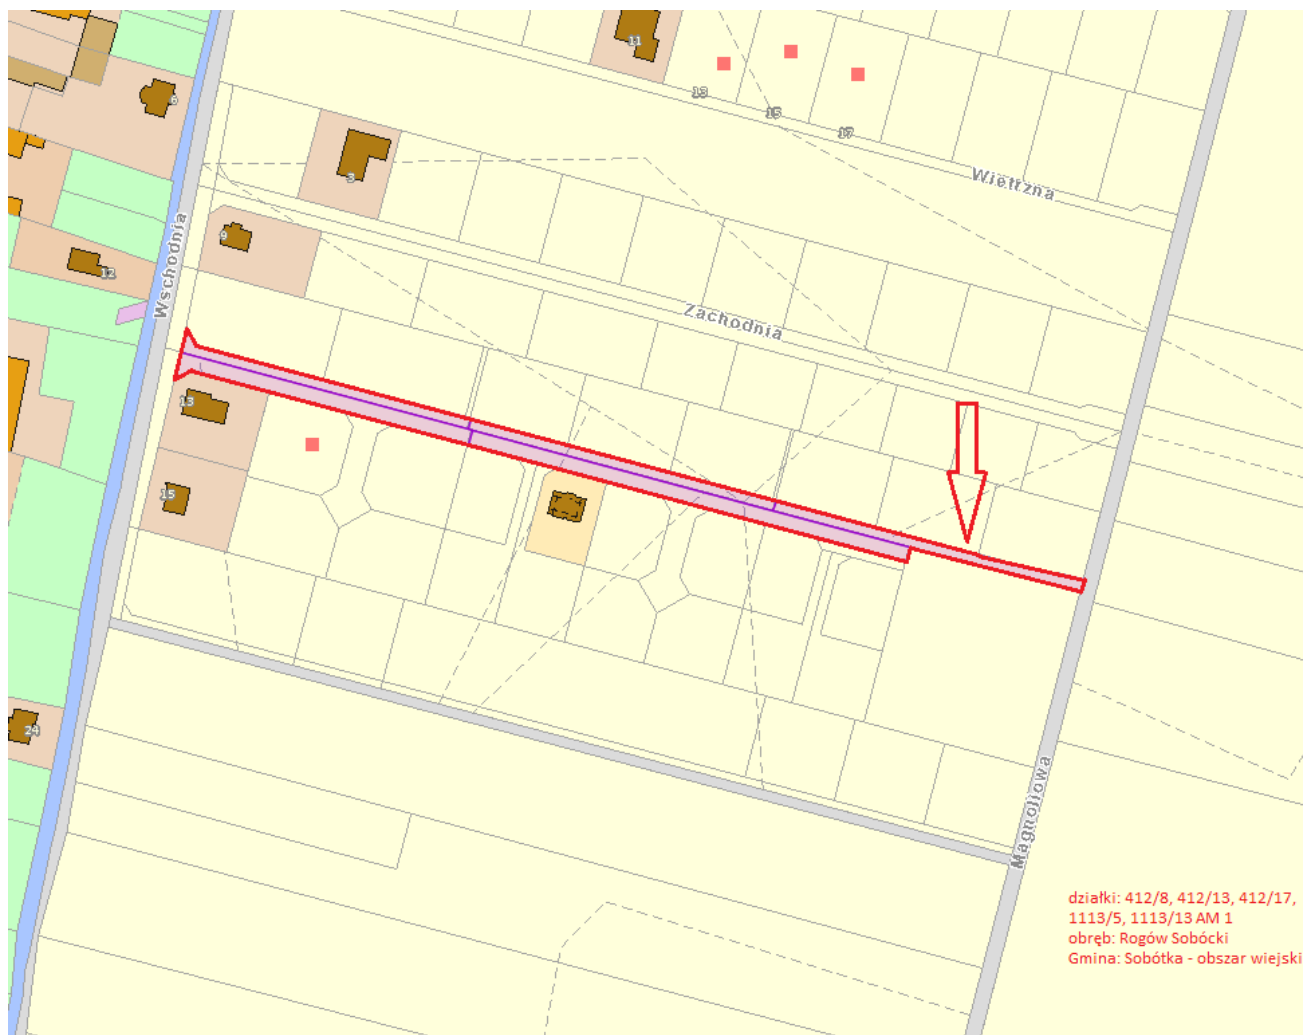 11
13
15
17
6
Wietrzna
3
9
12
Wschodnia
Zachodnia
13
15
24
Magnoliowa
działki: 412/8, 412/13, 412/17,
1113/5, 1113/13 AM 1
obręb: Rogów Sobócki
Gmina: Sobótka - obszar wiejski